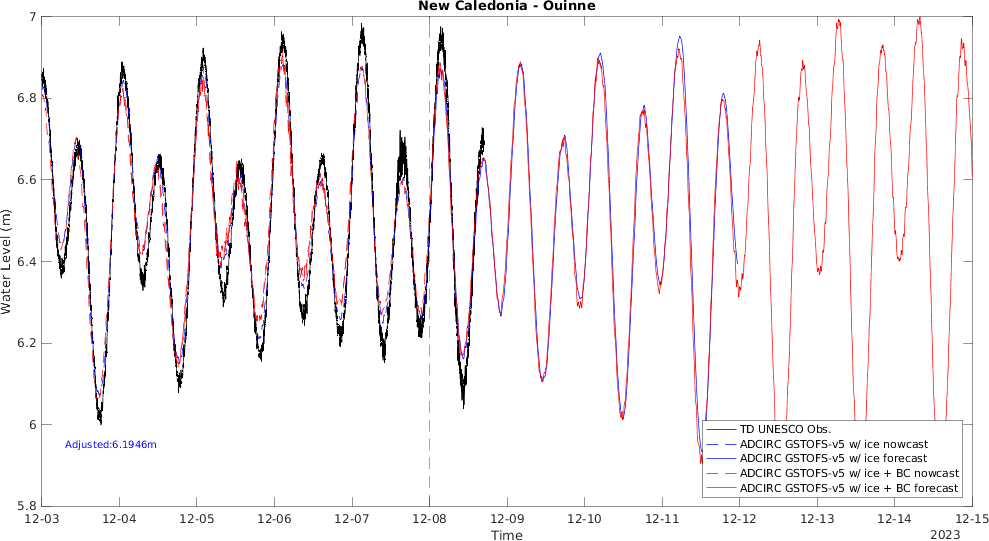 New Caledonia - Ouinne
7
6.8
6.6
6.4
6.2
6
5.8
Water Level (m)
Adjusted:6.1946m
TD UNESCO Obs.
ADCIRC GSTOFS-v5 w/ ice nowcast
ADCIRC GSTOFS-v5 w/ ice forecast
ADCIRC GSTOFS-v5 w/ ice + BC nowcast
ADCIRC GSTOFS-v5 w/ ice + BC forecast
12-03 12-04 12-05 12-06 12-07 12-08 12-09 12-10 12-11 12-12 12-13 12-14 12-15
Time
2023